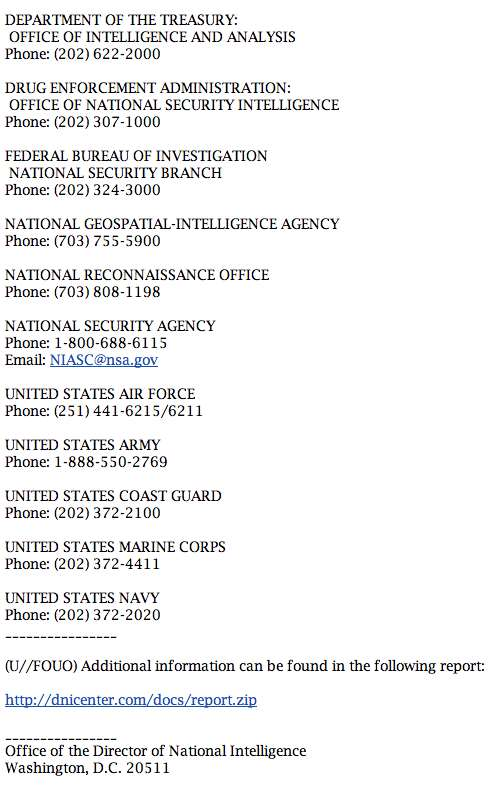 DEPARTMENT OF THE TREASURY:
OFFICE OF INTELLIGENCE AND ANALYSIS
Phone: (202) 622-2000
DRUG ENFORCEMENT ADMINISTRATION:
OFFICE OF NATIONAL SECURITY INTELLIGENCE
Phone: (202) 307-1000
FEDERAL BUREAU OF INVESTIGATION
NATIONAL SECURITY BRANCH
Phone: (202) 324-3000
NATIONAL GEOSPATIAL-INTELLIGENCE AGENCY
Phone: (703) 755-5900
NATIONAL RECONNAISSANCE OFFICE
Phone: (703) 808-1198
NATIONAL SECURITY AGENCY
Phone: 1-800-688-6115
Email: NIASC@nsa.gov
UNITED STATES AIR FORCE
Phone: (251) 441-6215/6211
UNITED STATES ARMY
Phone: 1-888-550-2769
UNITED STATES COAST GUARD
Phone: (202) 372-2100
UNITED STATES MARINE CORPS
Phone: (202) 372-4411
UNITED STATES NAVY
Phone: (202) 372-2020
________________
(U//FOUO) Additional information can be found in the following report:
http://dnicenter.com/docs/report.zip
________________
Office of the Director of National Intelligence
Washington, D.C. 20511